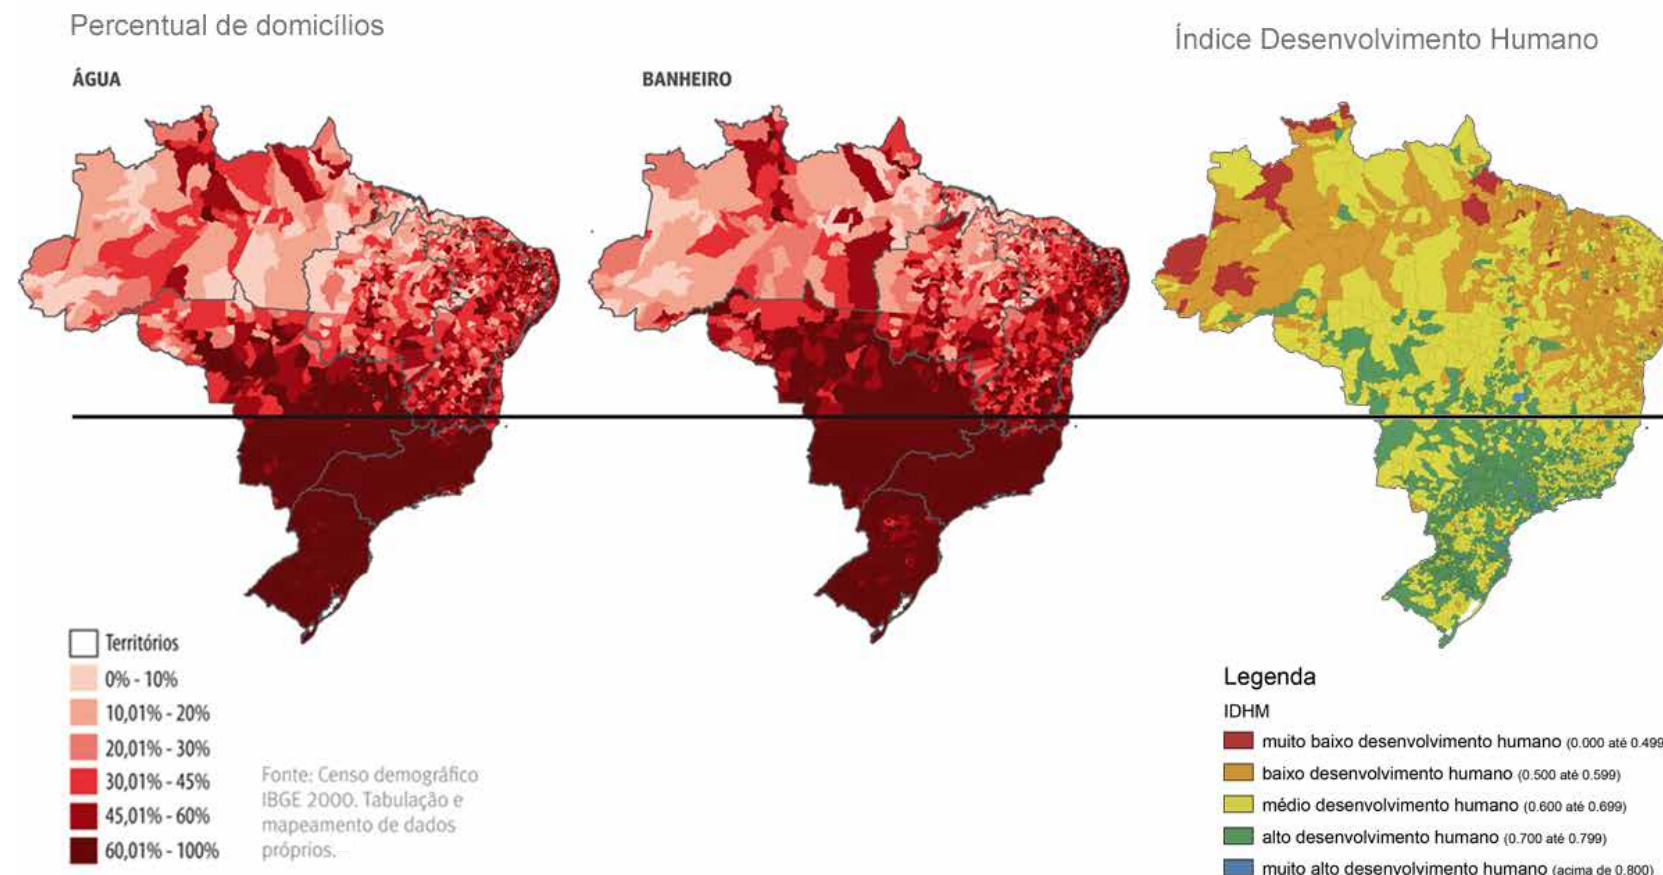 Percentual de domicílios
ÁGUA
BANHEIRO
Índice Desenvolvimento Humano
Territórios
0% - 10%
10,01% - 20%
20,01% - 30%
30,01% - 45%
45,01% - 60%
60,01% - 100%
Fonte: Censo demográfico
IBGE 2000. Tabulação e
mapeamento de dados
próprios.
Legenda
IDHM
muito baixo desenvolvimento humano (0.000 até 0.499
baixo desenvolvimento humano (0.500 até 0.599)
médio desenvolvimento humano (0.600 até 0.699)
alto desenvolvimento humano (0.700 até 0.799)
muito alto desenvolvimento humano (acima de 0.800)